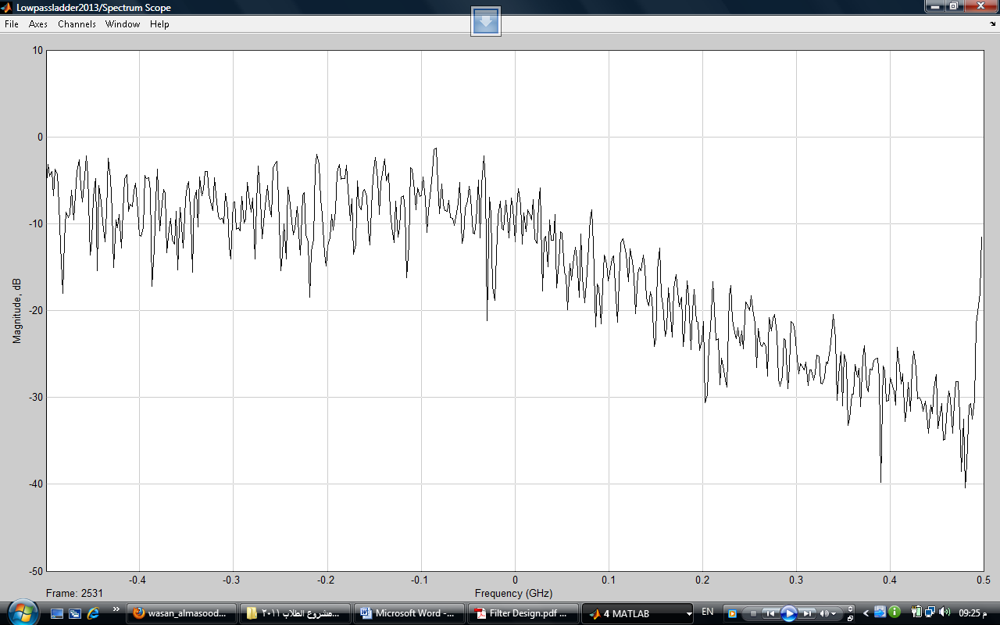 Lowpassladder2013/Spectrum Scope
File Axes Channels Window Help
10
0
-10
-20
-30
-40
-50
Magnitude, dB
-0.4 -0.3 -0.2 -0.1 0 0.1 0.2 0.3 0.4 0.5
Frame: 2531
Frequency (GHz)
wasan_almasood...
مشروع الطلاب ٢٠١١...
Microsoft Word -...
Filter Design.pdf ...
4 MATLAB
EN
09:25 م